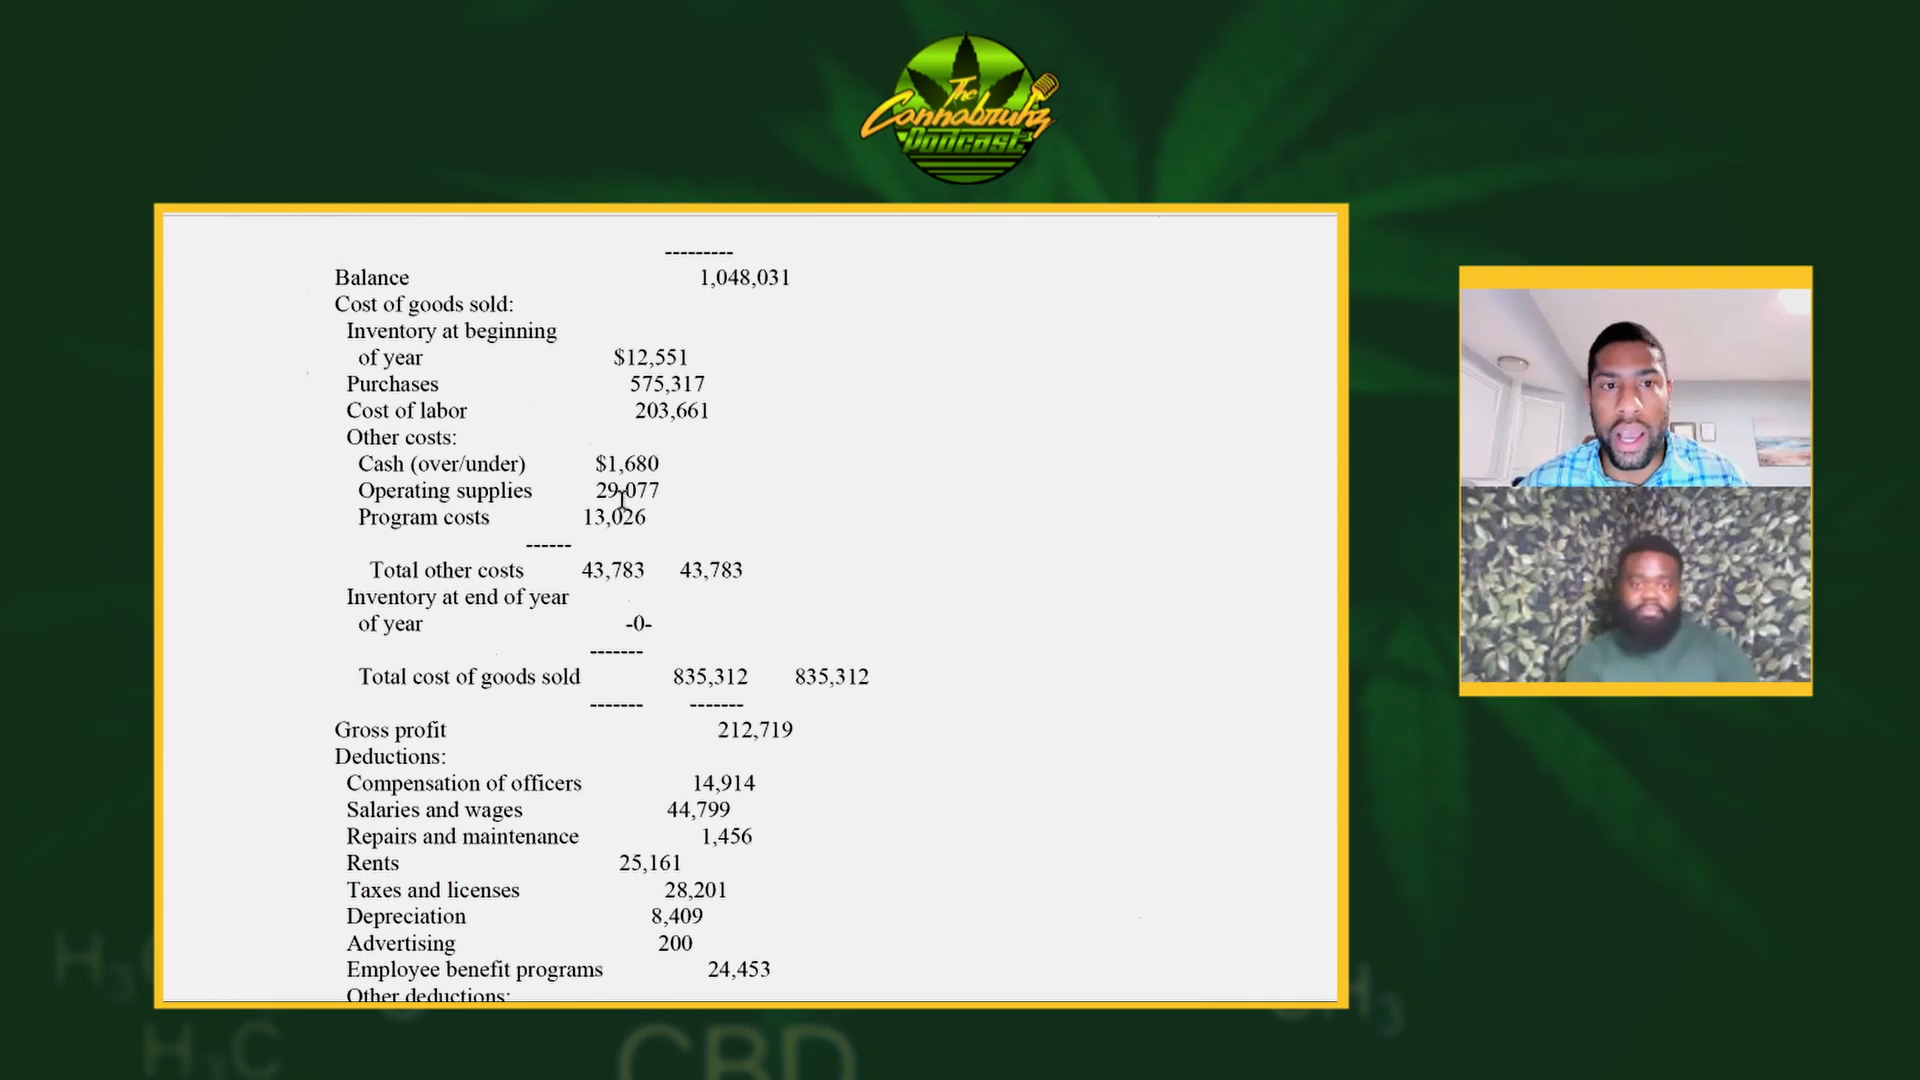 The
Cannabruhz
Podcast
---------
Balance 1,048,031
Cost of goods sold:
Inventory at beginning
of year $12,551
Purchases 575,317
Cost of labor 203,661
Other costs:
Cash (over/under) $1,680
Operating supplies 29,077
Program costs 13,026
------
Total other costs 43,783 43,783
Inventory at end of year
of year -0-
-------
Total cost of goods sold 835,312 835,312
------- -------
Gross profit 212,719
Deductions:
Compensation of officers 14,914
Salaries and wages 44,799
Repairs and maintenance 1,456
Rents 25,161
Taxes and licenses 28,201
Depreciation 8,409
Advertising 200
Employee benefit programs 24,453
Other deductions:
H₃C
H₃C
CBD